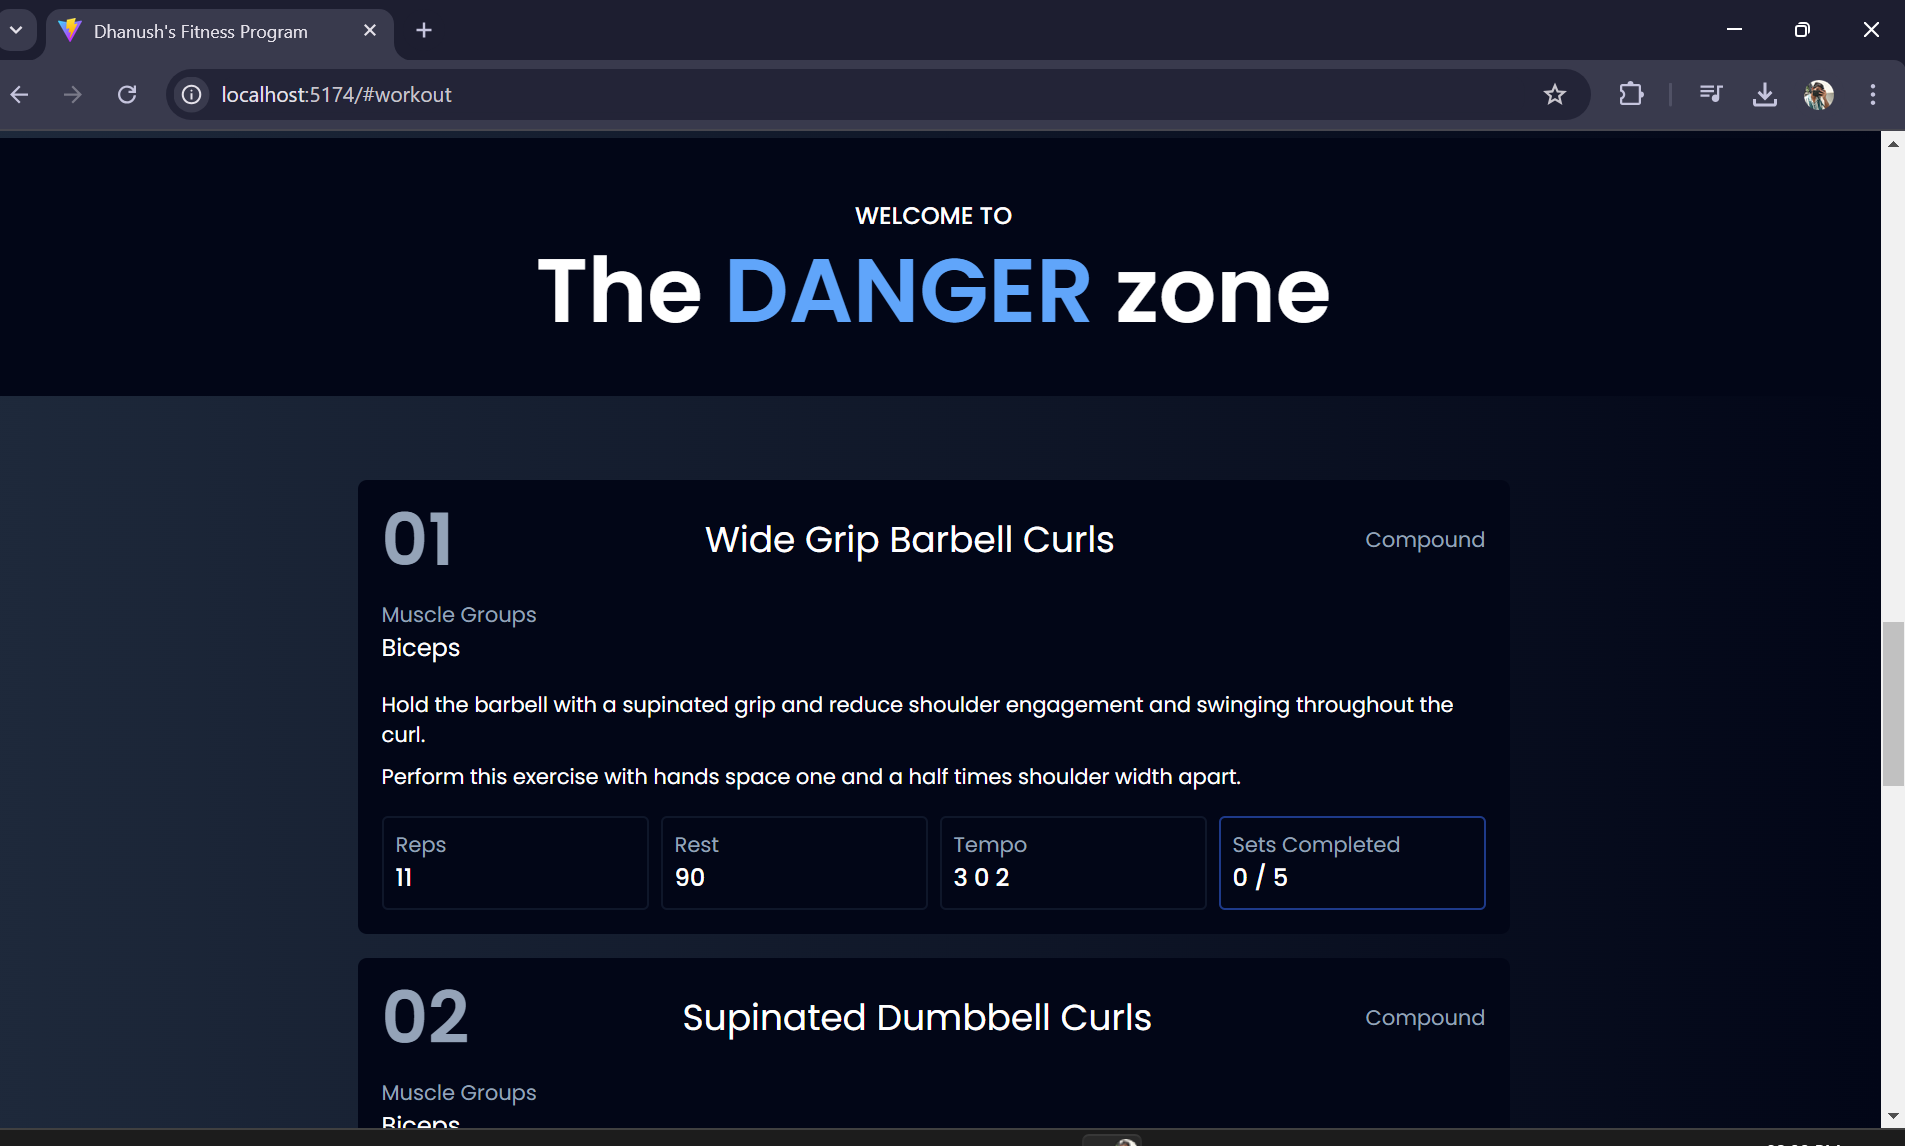 Dhanush's Fitness Program
localhost:5174/#workout
WELCOME TO
The DANGER zone
01 Wide Grip Barbell Curls Compound
Muscle Groups
Biceps
Hold the barbell with a supinated grip and reduce shoulder engagement and swinging throughout the
curl.
Perform this exercise with hands space one and a half times shoulder width apart.
Reps Rest Tempo Sets Completed
11 90 3 0 2 0 / 5
02 Supinated Dumbbell Curls Compound
Muscle Groups
Biceps